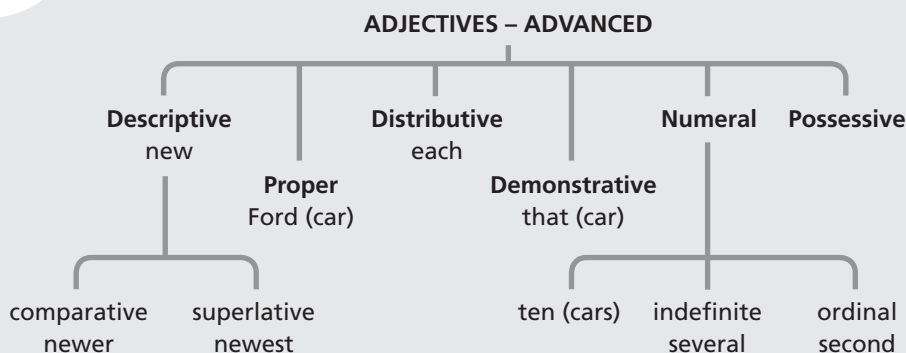 ADJECTIVES – ADVANCED
Descriptive
new
Proper
Ford (car)
Distributive
each
Demonstrative
that (car)
Numeral
Possessive
comparative
newer
superlative
newest
ten (cars)
indefinite
several
ordinal
second